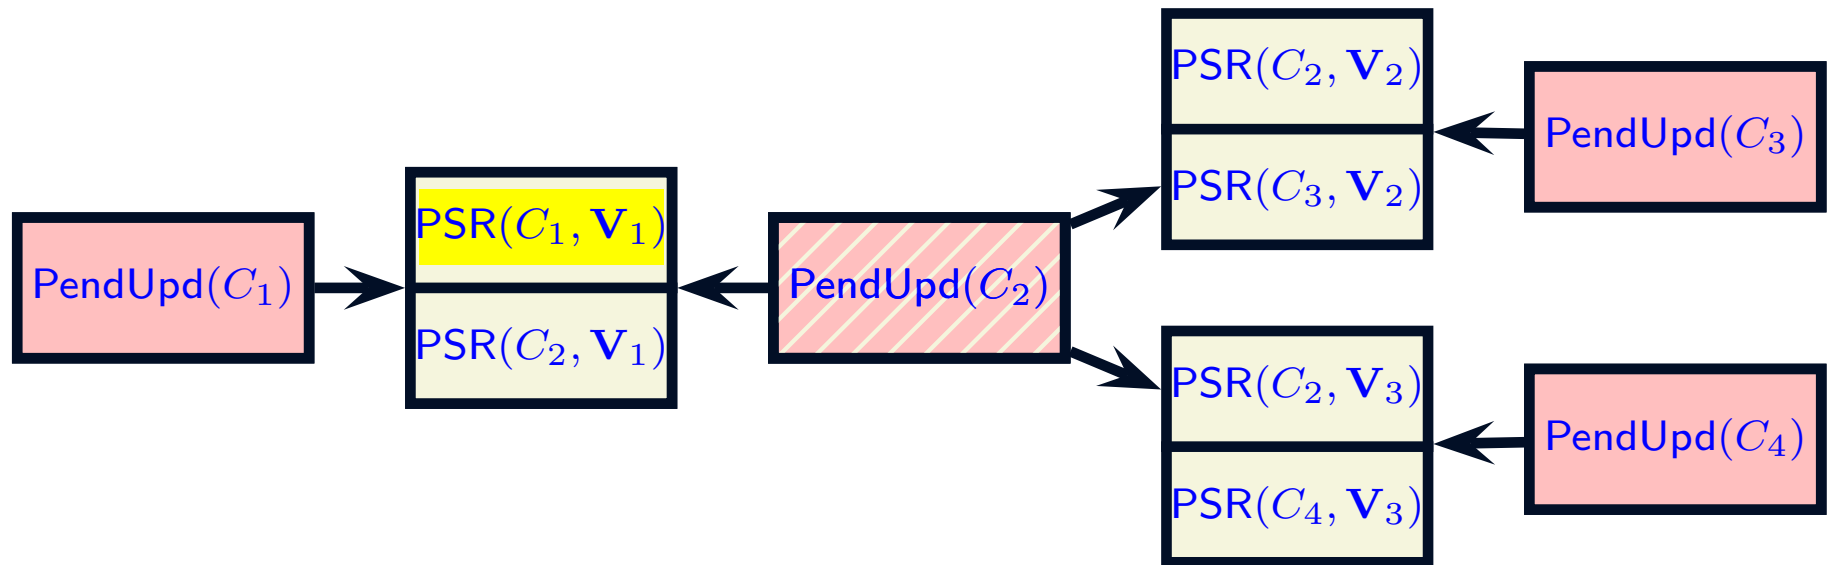 PendUpd(C₁)
PSR(C₁, V₁)
PSR(C₂, V₁)
PendUpd(C₂)
PSR(C₂, V₂)
PSR(C₃, V₂)
PendUpd(C₃)
PSR(C₂, V₃)
PSR(C₄, V₃)
PendUpd(C₄)